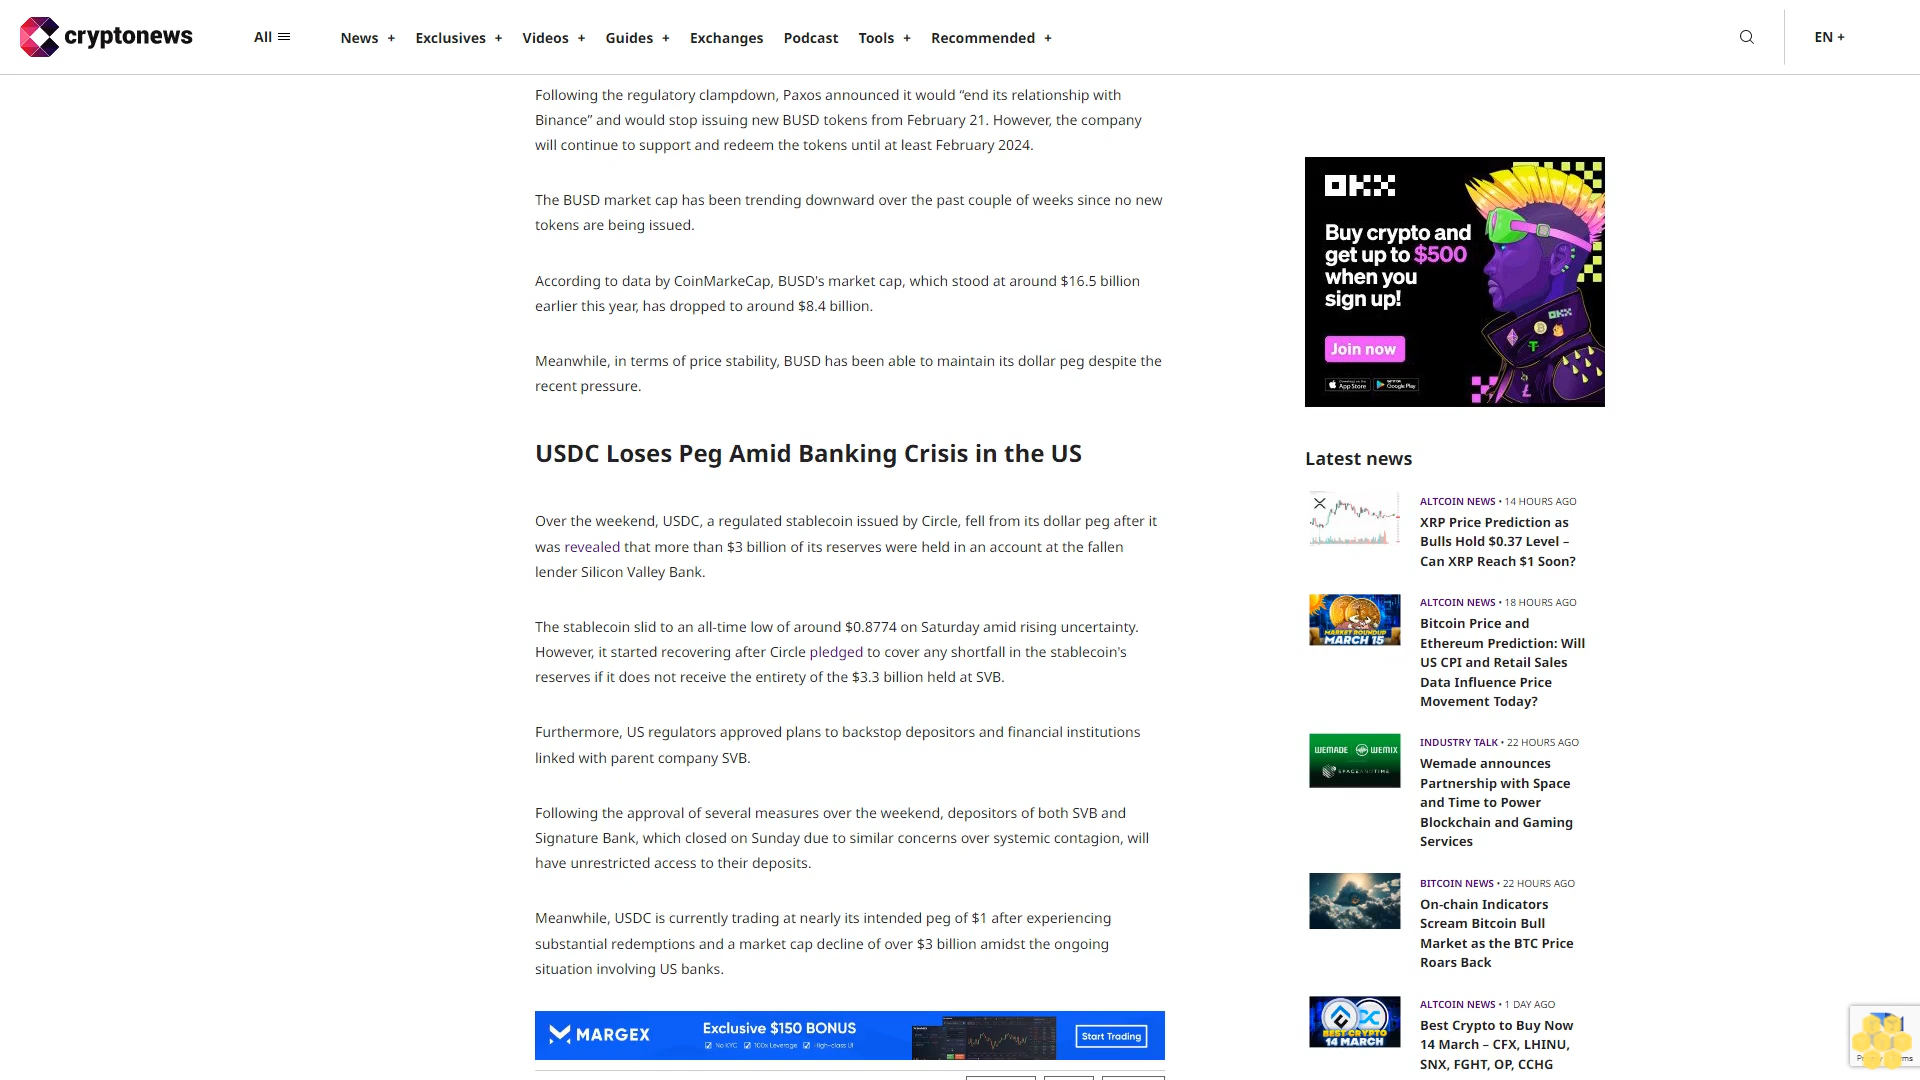 cryptonews
All
News +
Exclusives +
Videos +
Guides +
Exchanges
Podcast
Tools +
Recommended +
EN +
Following the regulatory clampdown, Paxos announced it would “end its relationship with
Binance” and would stop issuing new BUSD tokens from February 21. However, the company
will continue to support and redeem the tokens until at least February 2024.
The BUSD market cap has been trending downward over the past couple of weeks since no new
tokens are being issued.
According to data by CoinMarkeCap, BUSD's market cap, which stood at around $16.5 billion
earlier this year, has dropped to around $8.4 billion.
Meanwhile, in terms of price stability, BUSD has been able to maintain its dollar peg despite the
recent pressure.
USDC Loses Peg Amid Banking Crisis in the US
Over the weekend, USDC, a regulated stablecoin issued by Circle, fell from its dollar peg after it
was revealed that more than $3 billion of its reserves were held in an account at the fallen
lender Silicon Valley Bank.
The stablecoin slid to an all-time low of around $0.8774 on Saturday amid rising uncertainty.
However, it started recovering after Circle pledged to cover any shortfall in the stablecoin's
reserves if it does not receive the entirety of the $3.3 billion held at SVB.
Furthermore, US regulators approved plans to backstop depositors and financial institutions
linked with parent company SVB.
Following the approval of several measures over the weekend, depositors of both SVB and
Signature Bank, which closed on Sunday due to similar concerns over systemic contagion, will
have unrestricted access to their deposits.
Meanwhile, USDC is currently trading at nearly its intended peg of $1 after experiencing
substantial redemptions and a market cap decline of over $3 billion amidst the ongoing
situation involving US banks.
MARGEX
Exclusive $150 BONUS
No KYC
100x Leverage
High-class UI
Start Trading
OKX
Buy crypto and
get up to $500
when you
sign up!
Join now
App Store
Google Play
OKX
Latest news
ALTCOIN NEWS • 14 HOURS AGO
XRP Price Prediction as
Bulls Hold $0.37 Level –
Can XRP Reach $1 Soon?
MARKET ROUNDUP
MARCH 15
ALTCOIN NEWS • 18 HOURS AGO
Bitcoin Price and
Ethereum Prediction: Will
US CPI and Retail Sales
Data Influence Price
Movement Today?
WEMADE
WEMIX
SPACEANDTIME
INDUSTRY TALK • 22 HOURS AGO
Wemade announces
Partnership with Space
and Time to Power
Blockchain and Gaming
Services
BITCOIN NEWS • 22 HOURS AGO
On-chain Indicators
Scream Bitcoin Bull
Market as the BTC Price
Roars Back
BEST CRYPTO
14 MARCH
ALTCOIN NEWS • 1 DAY AGO
Best Crypto to Buy Now
14 March – CFX, LHINU,
SNX, FGHT, OP, CCHG